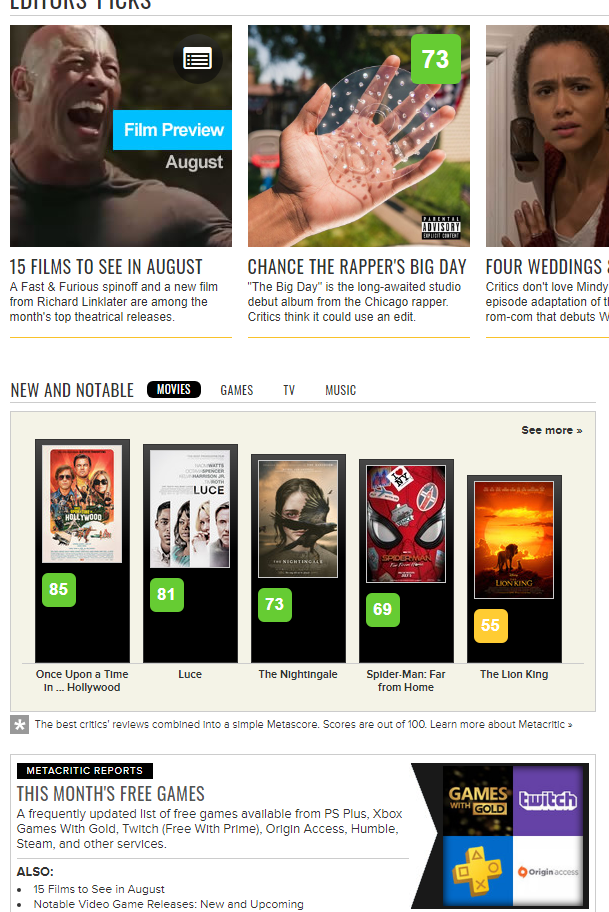 EDITORS' PICKS
Film Preview
August
73
PARENTAL
ADVISORY
EXPLICIT CONTENT
15 FILMS TO SEE IN AUGUST
A Fast & Furious spinoff and a new film
from Richard Linklater are among the
month's top theatrical releases.
CHANCE THE RAPPER'S BIG DAY
"The Big Day" is the long-awaited studio
debut album from the Chicago rapper.
Critics think it could use an edit.
FOUR WEDDINGS &
Critics don't love Mindy
episode adaptation of
rom-com that debuts
NEW AND NOTABLE MOVIES GAMES TV MUSIC
See more »
HOLLYWOOD
NAOMI WATTS
OCTAVIA SPENCER
KELVIN HARRISON JR.
TIM ROTH
LUCE
THE NIGHTINGALE
I NY
SPIDER-MAN
FAR FROM HOME
THE LION KING
85
81
73
69
55
Once Upon a Time
in ... Hollywood
Luce
The Nightingale
Spider-Man: Far
from Home
The Lion King
* The best critics' reviews combined into a simple Metascore. Scores are out of 100. Learn more about Metacritic »
METACRITIC REPORTS
THIS MONTH'S FREE GAMES
A frequently updated list of free games available from PS Plus, Xbox
Games With Gold, Twitch (Free With Prime), Origin Access, Humble,
Steam, and other services.
GAMES
WITH GOLD
twitch
Origin access
ALSO:
• 15 Films to See in August
• Notable Video Game Releases: New and Upcoming